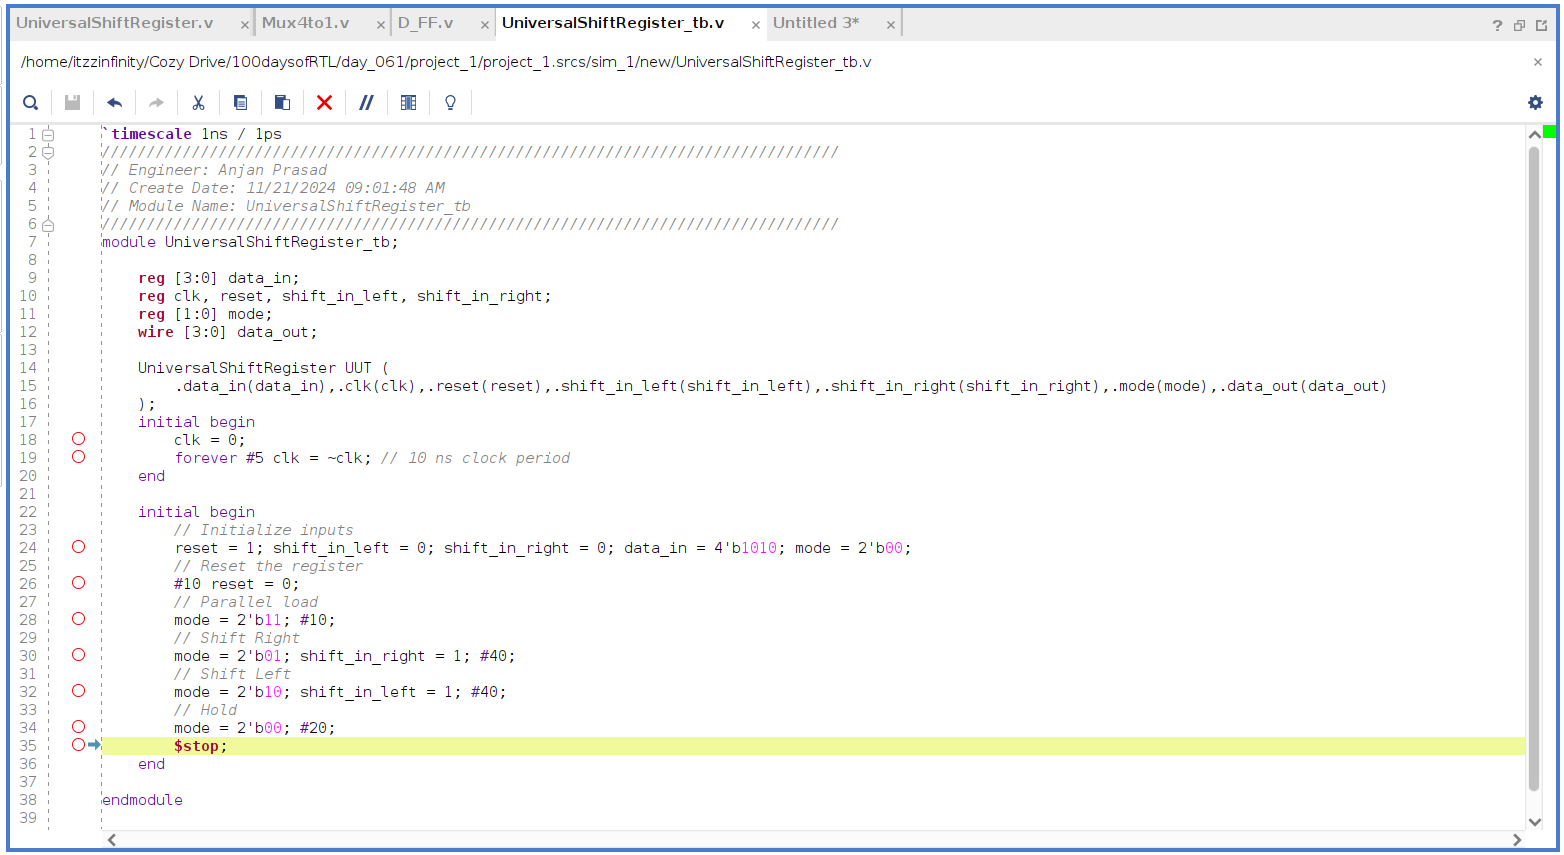 UniversalShiftRegister.v × Mux4to1.v × D_FF.v × UniversalShiftRegister_tb.v × Untitled 3* × ?
/home/itzzinfinity/Cozy Drive/100daysofRTL/day_061/project_1/project_1.srcs/sim_1/new/UniversalShiftRegister_tb.v ×
1 `timescale 1ns / 1ps
2 //////////////////////////////////////////////////////////////////////////////////
3 // Engineer: Anjan Prasad
4 // Create Date: 11/21/2024 09:01:48 AM
5 // Module Name: UniversalShiftRegister_tb
6 //////////////////////////////////////////////////////////////////////////////////
7 module UniversalShiftRegister_tb;
8
9 reg [3:0] data_in;
10 reg clk, reset, shift_in_left, shift_in_right;
11 reg [1:0] mode;
12 wire [3:0] data_out;
13
14 UniversalShiftRegister UUT (
15 .data_in(data_in),.clk(clk),.reset(reset),.shift_in_left(shift_in_left),.shift_in_right(shift_in_right),.mode(mode),.data_out(data_out)
16 );
17 initial begin
18 clk = 0;
19 forever #5 clk = ~clk; // 10 ns clock period
20 end
21
22 initial begin
23 // Initialize inputs
24 reset = 1; shift_in_left = 0; shift_in_right = 0; data_in = 4'b1010; mode = 2'b00;
25 // Reset the register
26 #10 reset = 0;
27 // Parallel load
28 mode = 2'b11; #10;
29 // Shift Right
30 mode = 2'b01; shift_in_right = 1; #40;
31 // Shift Left
32 mode = 2'b10; shift_in_left = 1; #40;
33 // Hold
34 mode = 2'b00; #20;
35 $stop;
36 end
37
38 endmodule
39